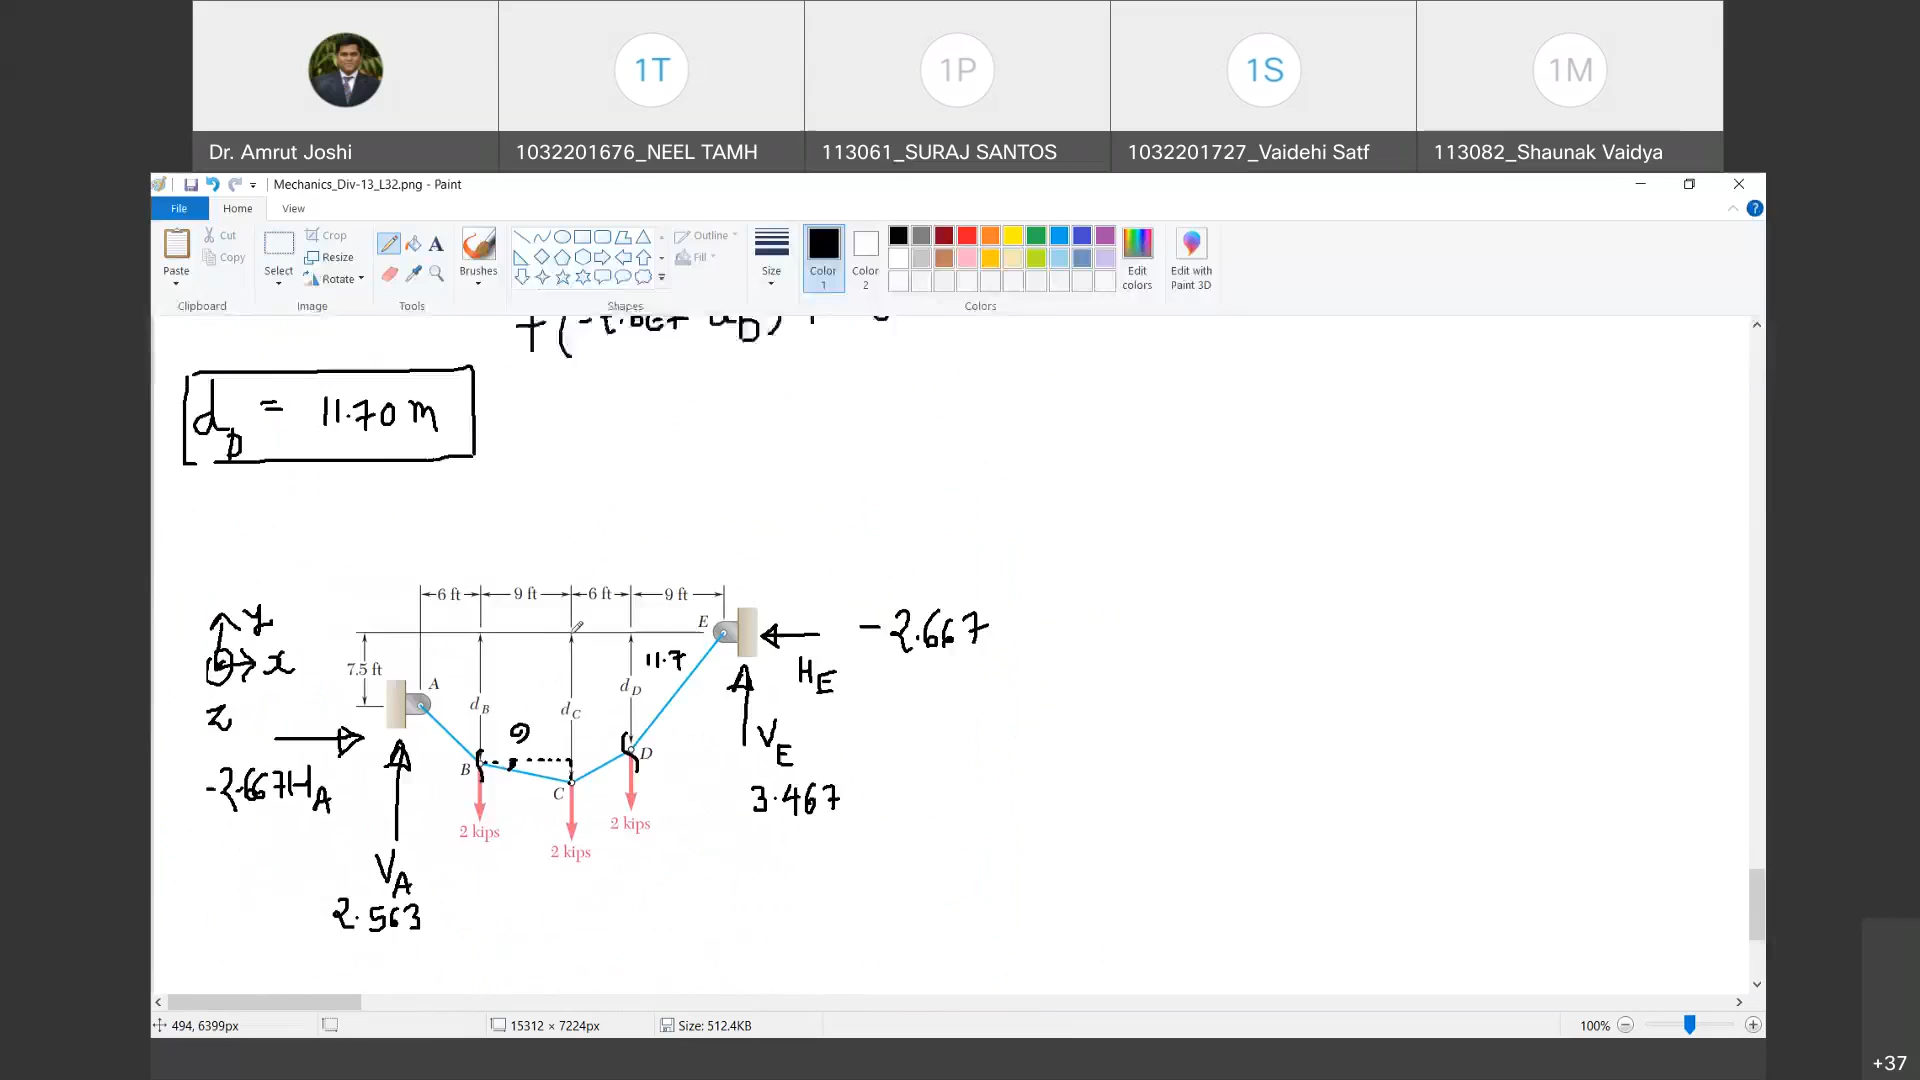 1T
1P
1S
1M
Dr. Amrut Joshi
1032201676_NEEL TAMH
113061_SURAJ SANTOS
1032201727_Vaidehi Satf
113082_Shaunak Vaidya
Mechanics_Div-13_L32.png - Paint
File
Home
View
Cut
Crop
Outline
Copy
Resize
Fill
Paste
Select
Rotate
Brushes
Size
Color 1
Color 2
Edit colors
Edit with Paint 3D
Clipboard
Image
Tools
Shapes
Colors
d_D = 11.70 m
6 ft
9 ft
6 ft
9 ft
y
x
z
7.5 ft
A
E
11.7
-2.667
H_E
d_B
d_C
d_D
9
B
C
D
V_E
3.467
-2.667 H_A
2 kips
2 kips
2 kips
V_A
2.563
494, 6399px
15312 × 7224px
Size: 512.4KB
100%
+37